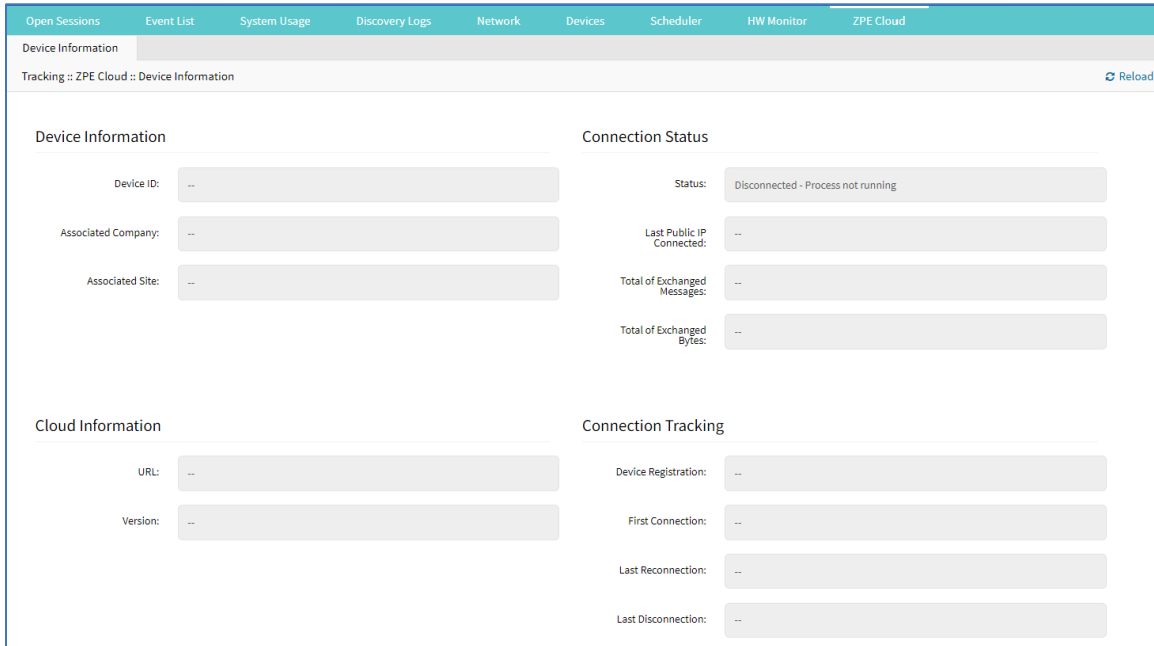 Open Sessions Event List System Usage Discovery Logs Network Devices Scheduler HW Monitor ZPE Cloud
Device Information
Tracking :: ZPE Cloud :: Device Information Reload
Device Information
Device ID: --
Associated Company: --
Associated Site: --
Connection Status
Status: Disconnected - Process not running
Last Public IP
Connected: --
Total of Exchanged
Messages: --
Total of Exchanged
Bytes: --
Cloud Information
URL: --
Version: --
Connection Tracking
Device Registration: --
First Connection: --
Last Reconnection: --
Last Disconnection: --